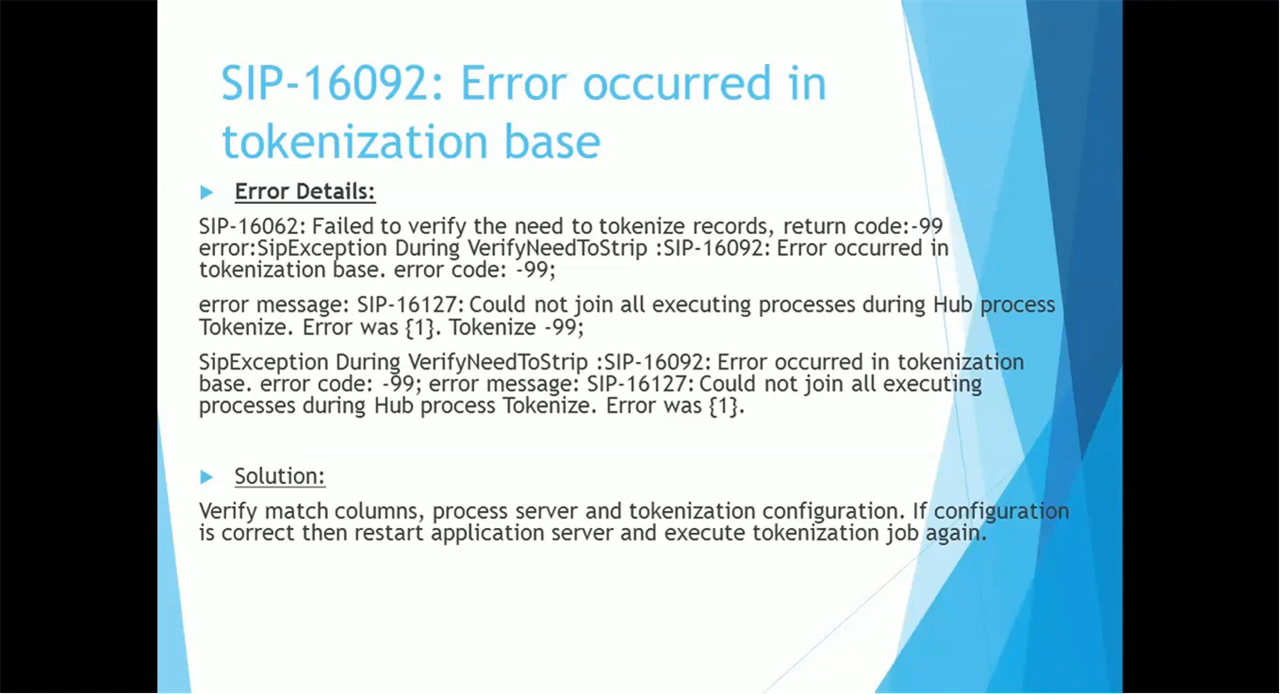 SIP-16092: Error occurred in
tokenization base
Error Details:
SIP-16062: Failed to verify the need to tokenize records, return code:-99
error:SipException During VerifyNeedToStrip :SIP-16092: Error occurred in
tokenization base. error code: -99;
error message: SIP-16127: Could not join all executing processes during Hub process
Tokenize. Error was {1}. Tokenize -99;
SipException During VerifyNeedToStrip :SIP-16092: Error occurred in tokenization
base. error code: -99; error message: SIP-16127: Could not join all executing
processes during Hub process Tokenize. Error was {1}.
Solution:
Verify match columns, process server and tokenization configuration. If configuration
is correct then restart application server and execute tokenization job again.